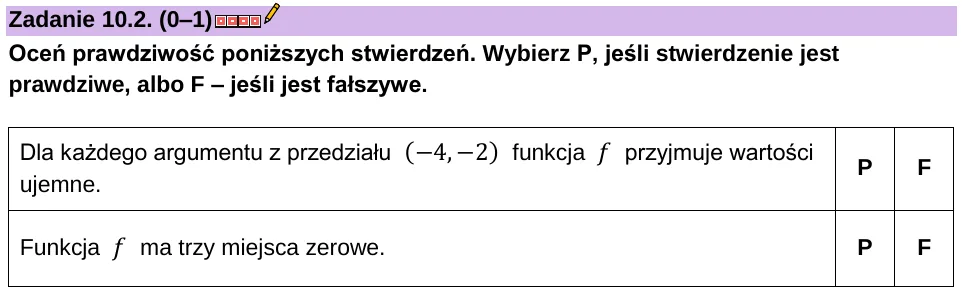 Zadanie 10.2. (0–1)
Oceń prawdziwość poniższych stwierdzeń. Wybierz P, jeśli stwierdzenie jest
prawdziwe, albo F – jeśli jest fałszywe.
Dla każdego argumentu z przedziału (−4, −2) funkcja f przyjmuje wartości
ujemne.
P F
Funkcja f ma trzy miejsca zerowe.
P F